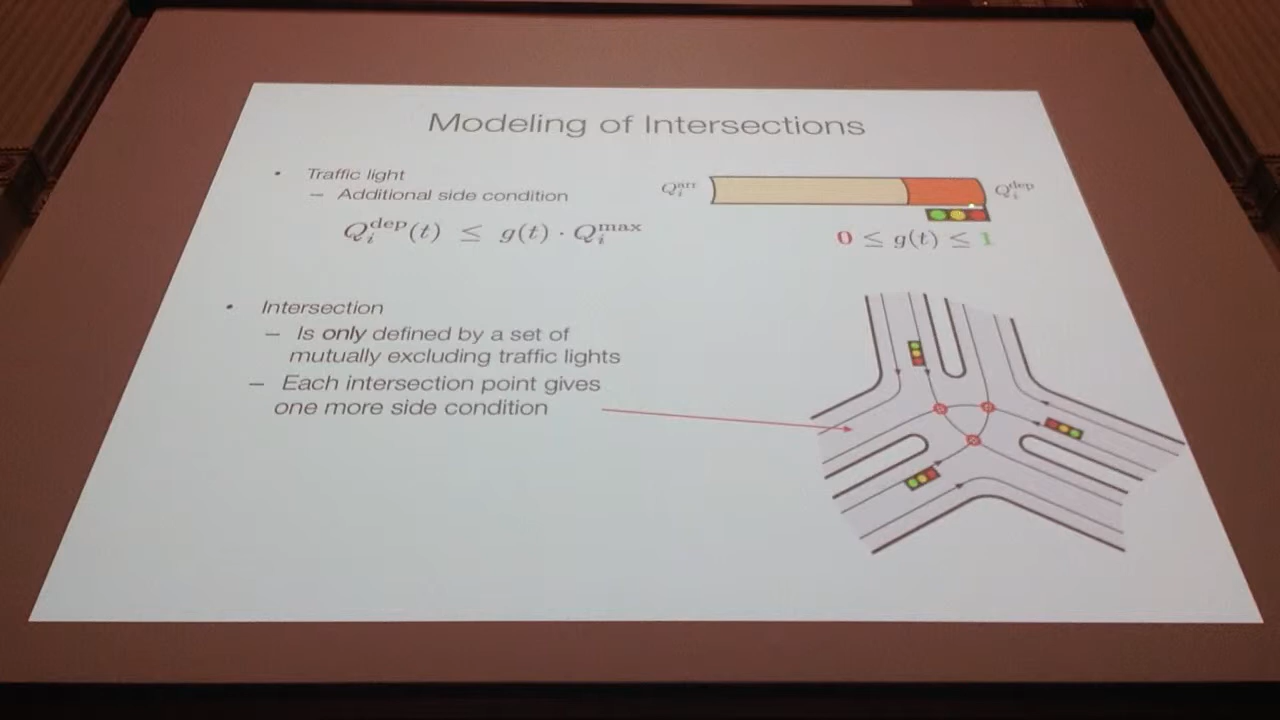 Modeling of Intersections
• Traffic light
– Additional side condition
Q_i^dep(t) ≤ g(t) · Q_i^max
Q_i^arr
Q_i^dep
0 ≤ g(t) ≤ 1
• Intersection
– Is only defined by a set of
mutually excluding traffic lights
– Each intersection point gives
one more side condition